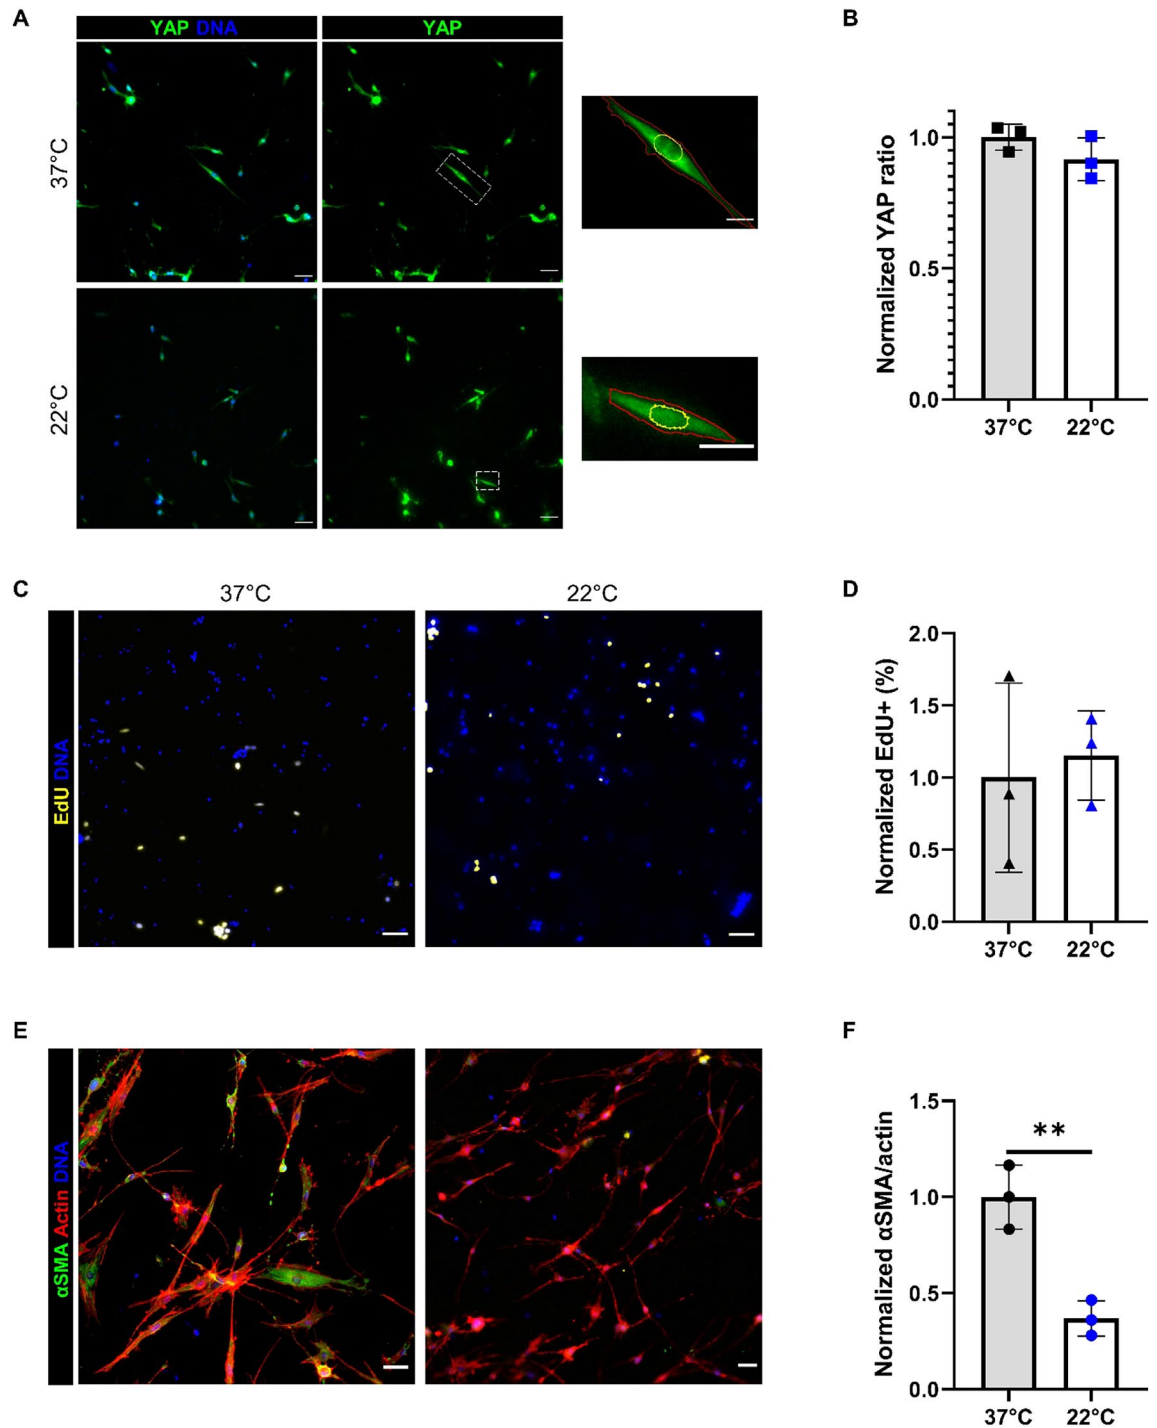 A
YAP DNA
YAP
37°C
22°C
B
Normalized YAP ratio
1.0
0.5
0.0
37°C
22°C
C
37°C
22°C
EdU DNA
D
Normalized EdU+ (%)
2.0
1.5
1.0
0.5
0.0
37°C
22°C
E
αSMA Actin DNA
F
Normalized αSMA/actin
1.5
1.0
0.5
0.0
**
37°C
22°C